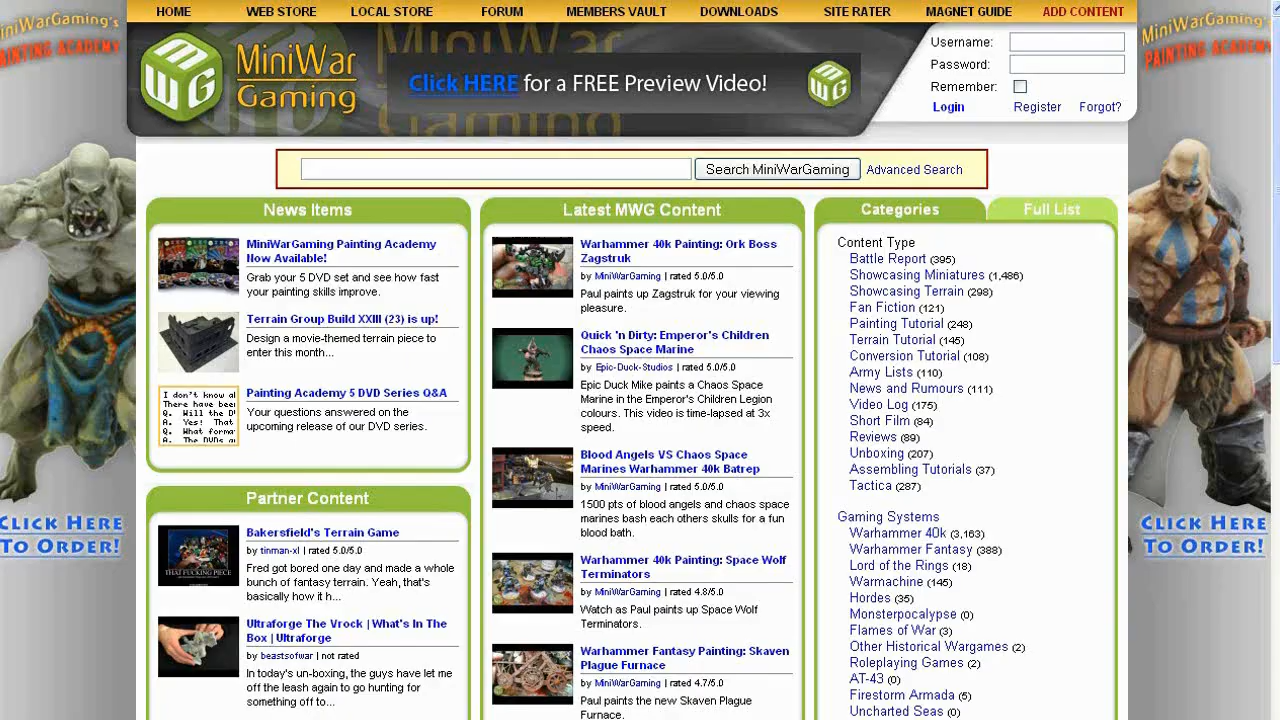 HOME WEB STORE LOCAL STORE FORUM MEMBERS VAULT DOWNLOADS SITE RATER MAGNET GUIDE ADD CONTENT
MiniWarGaming's
PAINTING ACADEMY
MWG
MiniWar
Gaming
Click HERE for a FREE Preview Video!
MWG
Username:
Password:
Remember:
Login Register Forgot?
MiniWarGaming's
PAINTING ACADEMY
Search MiniWarGaming Advanced Search
News Items
MiniWarGaming Painting Academy
Now Available!
Grab your 5 DVD set and see how fast
your painting skills improve.
Terrain Group Build XXIII (23) is up!
Design a movie-themed terrain piece to
enter this month...
Painting Academy 5 DVD Series Q&A
Your questions answered on the
upcoming release of our DVD series.
I don't know al
There have been
Q. Will the D
A. Yes! That
Q. What forma
A. The DVDs a
Partner Content
Bakersfield's Terrain Game
by tinman-xl | rated 5.0/5.0
Fred got bored one day and made a whole
bunch of fantasy terrain. Yeah, that's
basically how it h...
THAT FUCKING PIECE
Ultraforge The Vrock | What's In The
Box | Ultraforge
by beastsofwar | not rated
In today's un-boxing, the guys have let me
off the leash again to go hunting for
something off to...
Latest MWG Content
Warhammer 40k Painting: Ork Boss
Zagstruk
by MiniWarGaming | rated 5.0/5.0
Paul paints up Zagstruk for your viewing
pleasure.
Quick 'n Dirty: Emperor's Children
Chaos Space Marine
by Epic-Duck-Studios | rated 5.0/5.0
Epic Duck Mike paints a Chaos Space
Marine in the Emperor's Children Legion
colours. This video is time-lapsed at 3x
speed.
Blood Angels VS Chaos Space
Marines Warhammer 40k Batrep
by MiniWarGaming | rated 5.0/5.0
1500 pts of blood angels and chaos space
marines bash each others skulls for a fun
blood bath.
Warhammer 40k Painting: Space Wolf
Terminators
by MiniWarGaming | rated 4.8/5.0
Watch as Paul paints up Space Wolf
Terminators.
Warhammer Fantasy Painting: Skaven
Plague Furnace
by MiniWarGaming | rated 4.7/5.0
Paul paints the new Skaven Plague
Furnace.
Categories Full List
Content Type
Battle Report (395)
Showcasing Miniatures (1,486)
Showcasing Terrain (298)
Fan Fiction (121)
Painting Tutorial (248)
Terrain Tutorial (145)
Conversion Tutorial (108)
Army Lists (110)
News and Rumours (111)
Video Log (175)
Short Film (84)
Reviews (89)
Unboxing (207)
Assembling Tutorials (37)
Tactica (287)
Gaming Systems
Warhammer 40k (3,163)
Warhammer Fantasy (388)
Lord of the Rings (18)
Warmachine (145)
Hordes (35)
Monsterpocalypse (0)
Flames of War (3)
Other Historical Wargames (2)
Roleplaying Games (2)
AT-43 (0)
Firestorm Armada (5)
Uncharted Seas (0)
Click Here
To Order!
Click Here
To Order!